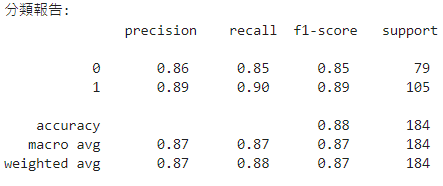 分類報告:
precision recall f1-score support
0 0.86 0.85 0.85 79
1 0.89 0.90 0.89 105
accuracy 0.88 184
macro avg 0.87 0.87 0.87 184
weighted avg 0.87 0.88 0.87 184